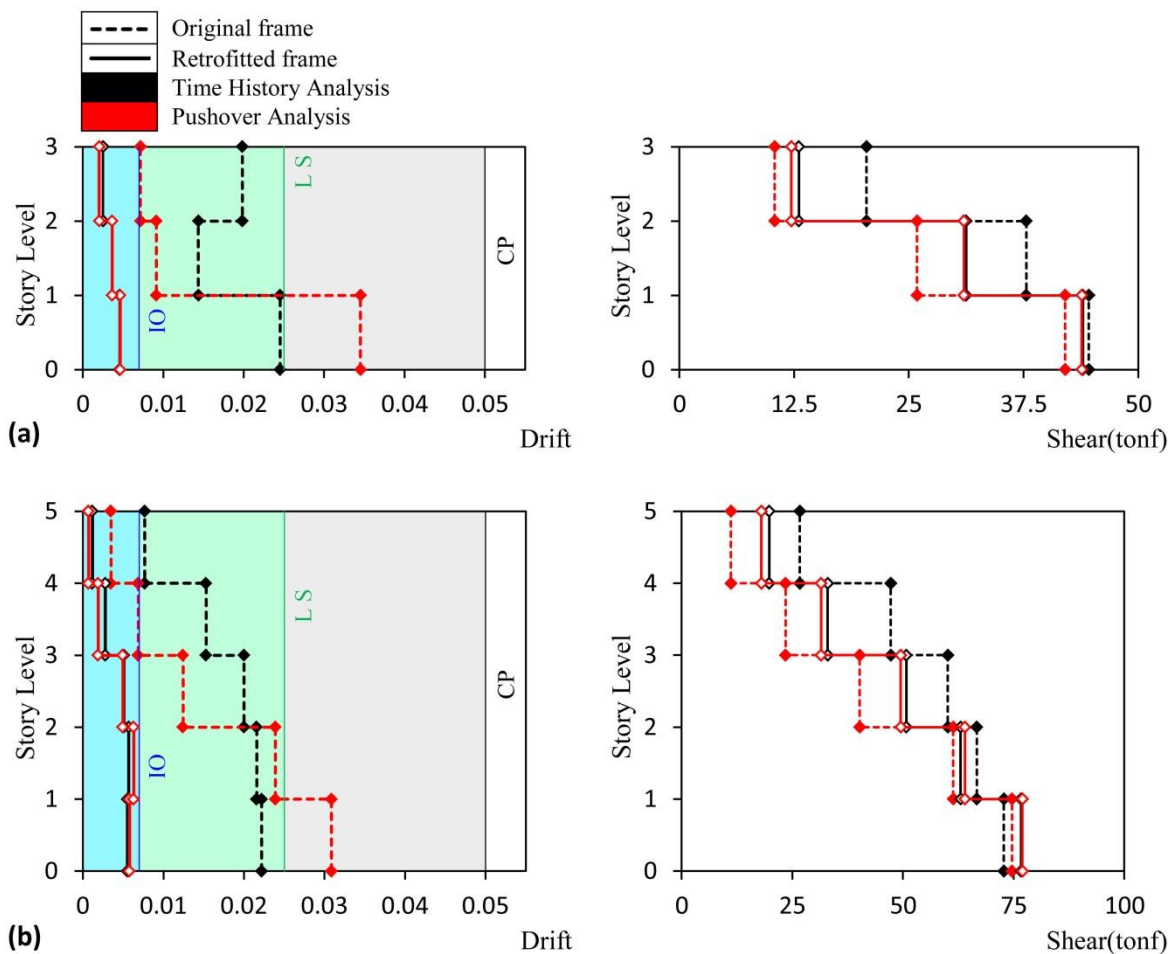 Original frame
Retrofitted frame
Time History Analysis
Pushover Analysis
3
2
1
0
Story Level
IO
L S
CP
0 0.01 0.02 0.03 0.04 0.05
Drift
(a)
3
2
1
0
Story Level
0 12.5 25 37.5 50
Shear(tonf)
5
4
3
2
1
0
Story Level
IO
L S
CP
0 0.01 0.02 0.03 0.04 0.05
Drift
(b)
5
4
3
2
1
0
Story Level
0 25 50 75 100
Shear(tonf)